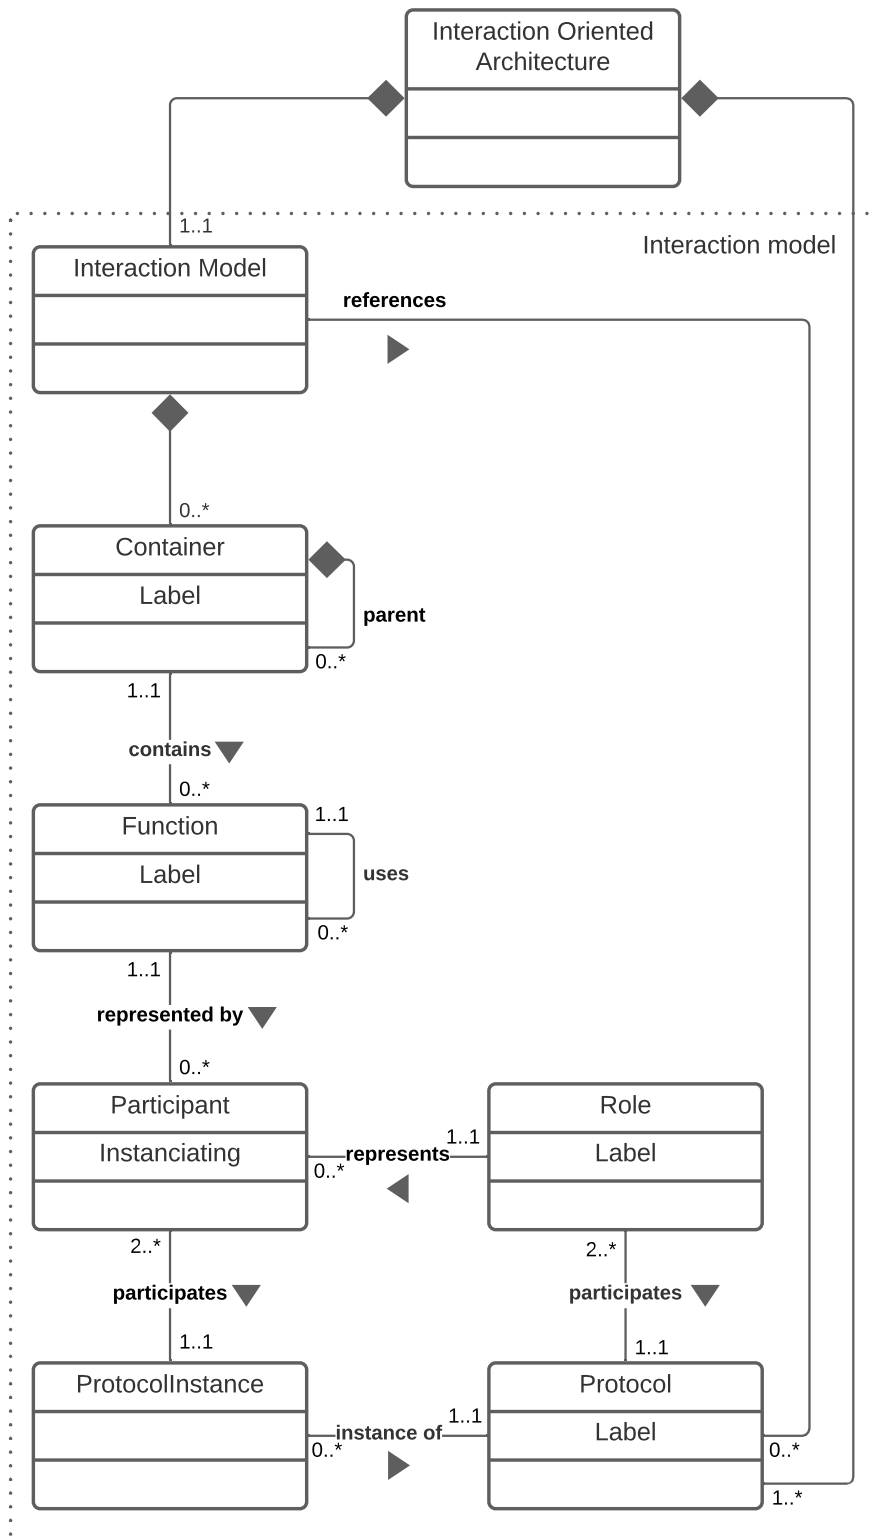 Interaction Oriented
Architecture
1..1
Interaction model
Interaction Model
references
0..*
Container
Label
parent
0..*
1..1
contains
0..*
1..1
Function
Label
uses
0..*
1..1
represented by
0..*
Participant
Role
1..1
Instanciating
represents
Label
0..*
2..*
2..*
participates
participates
1..1
1..1
ProtocolInstance
Protocol
1..1
instance of
Label
0..*
0..*
1..*